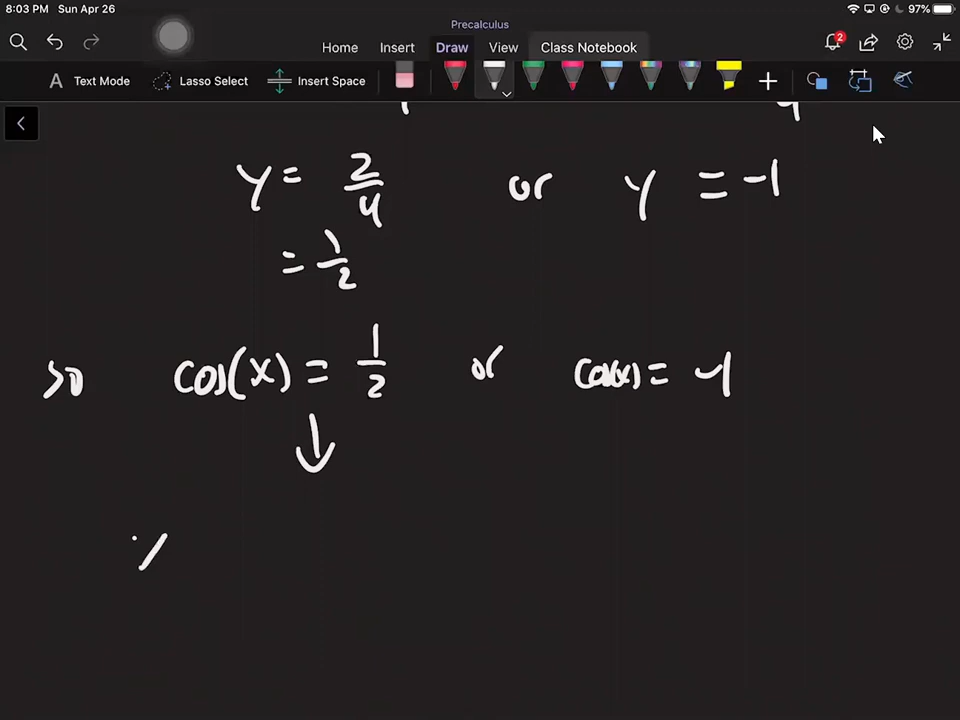 8:03 PM Sun Apr 26 97%
Precalculus
Home Insert Draw View Class Notebook 2
Text Mode Lasso Select Insert Space
y = 2/4 or y = -1
= 1/2
so cos(x) = 1/2 or cos(x) = -1